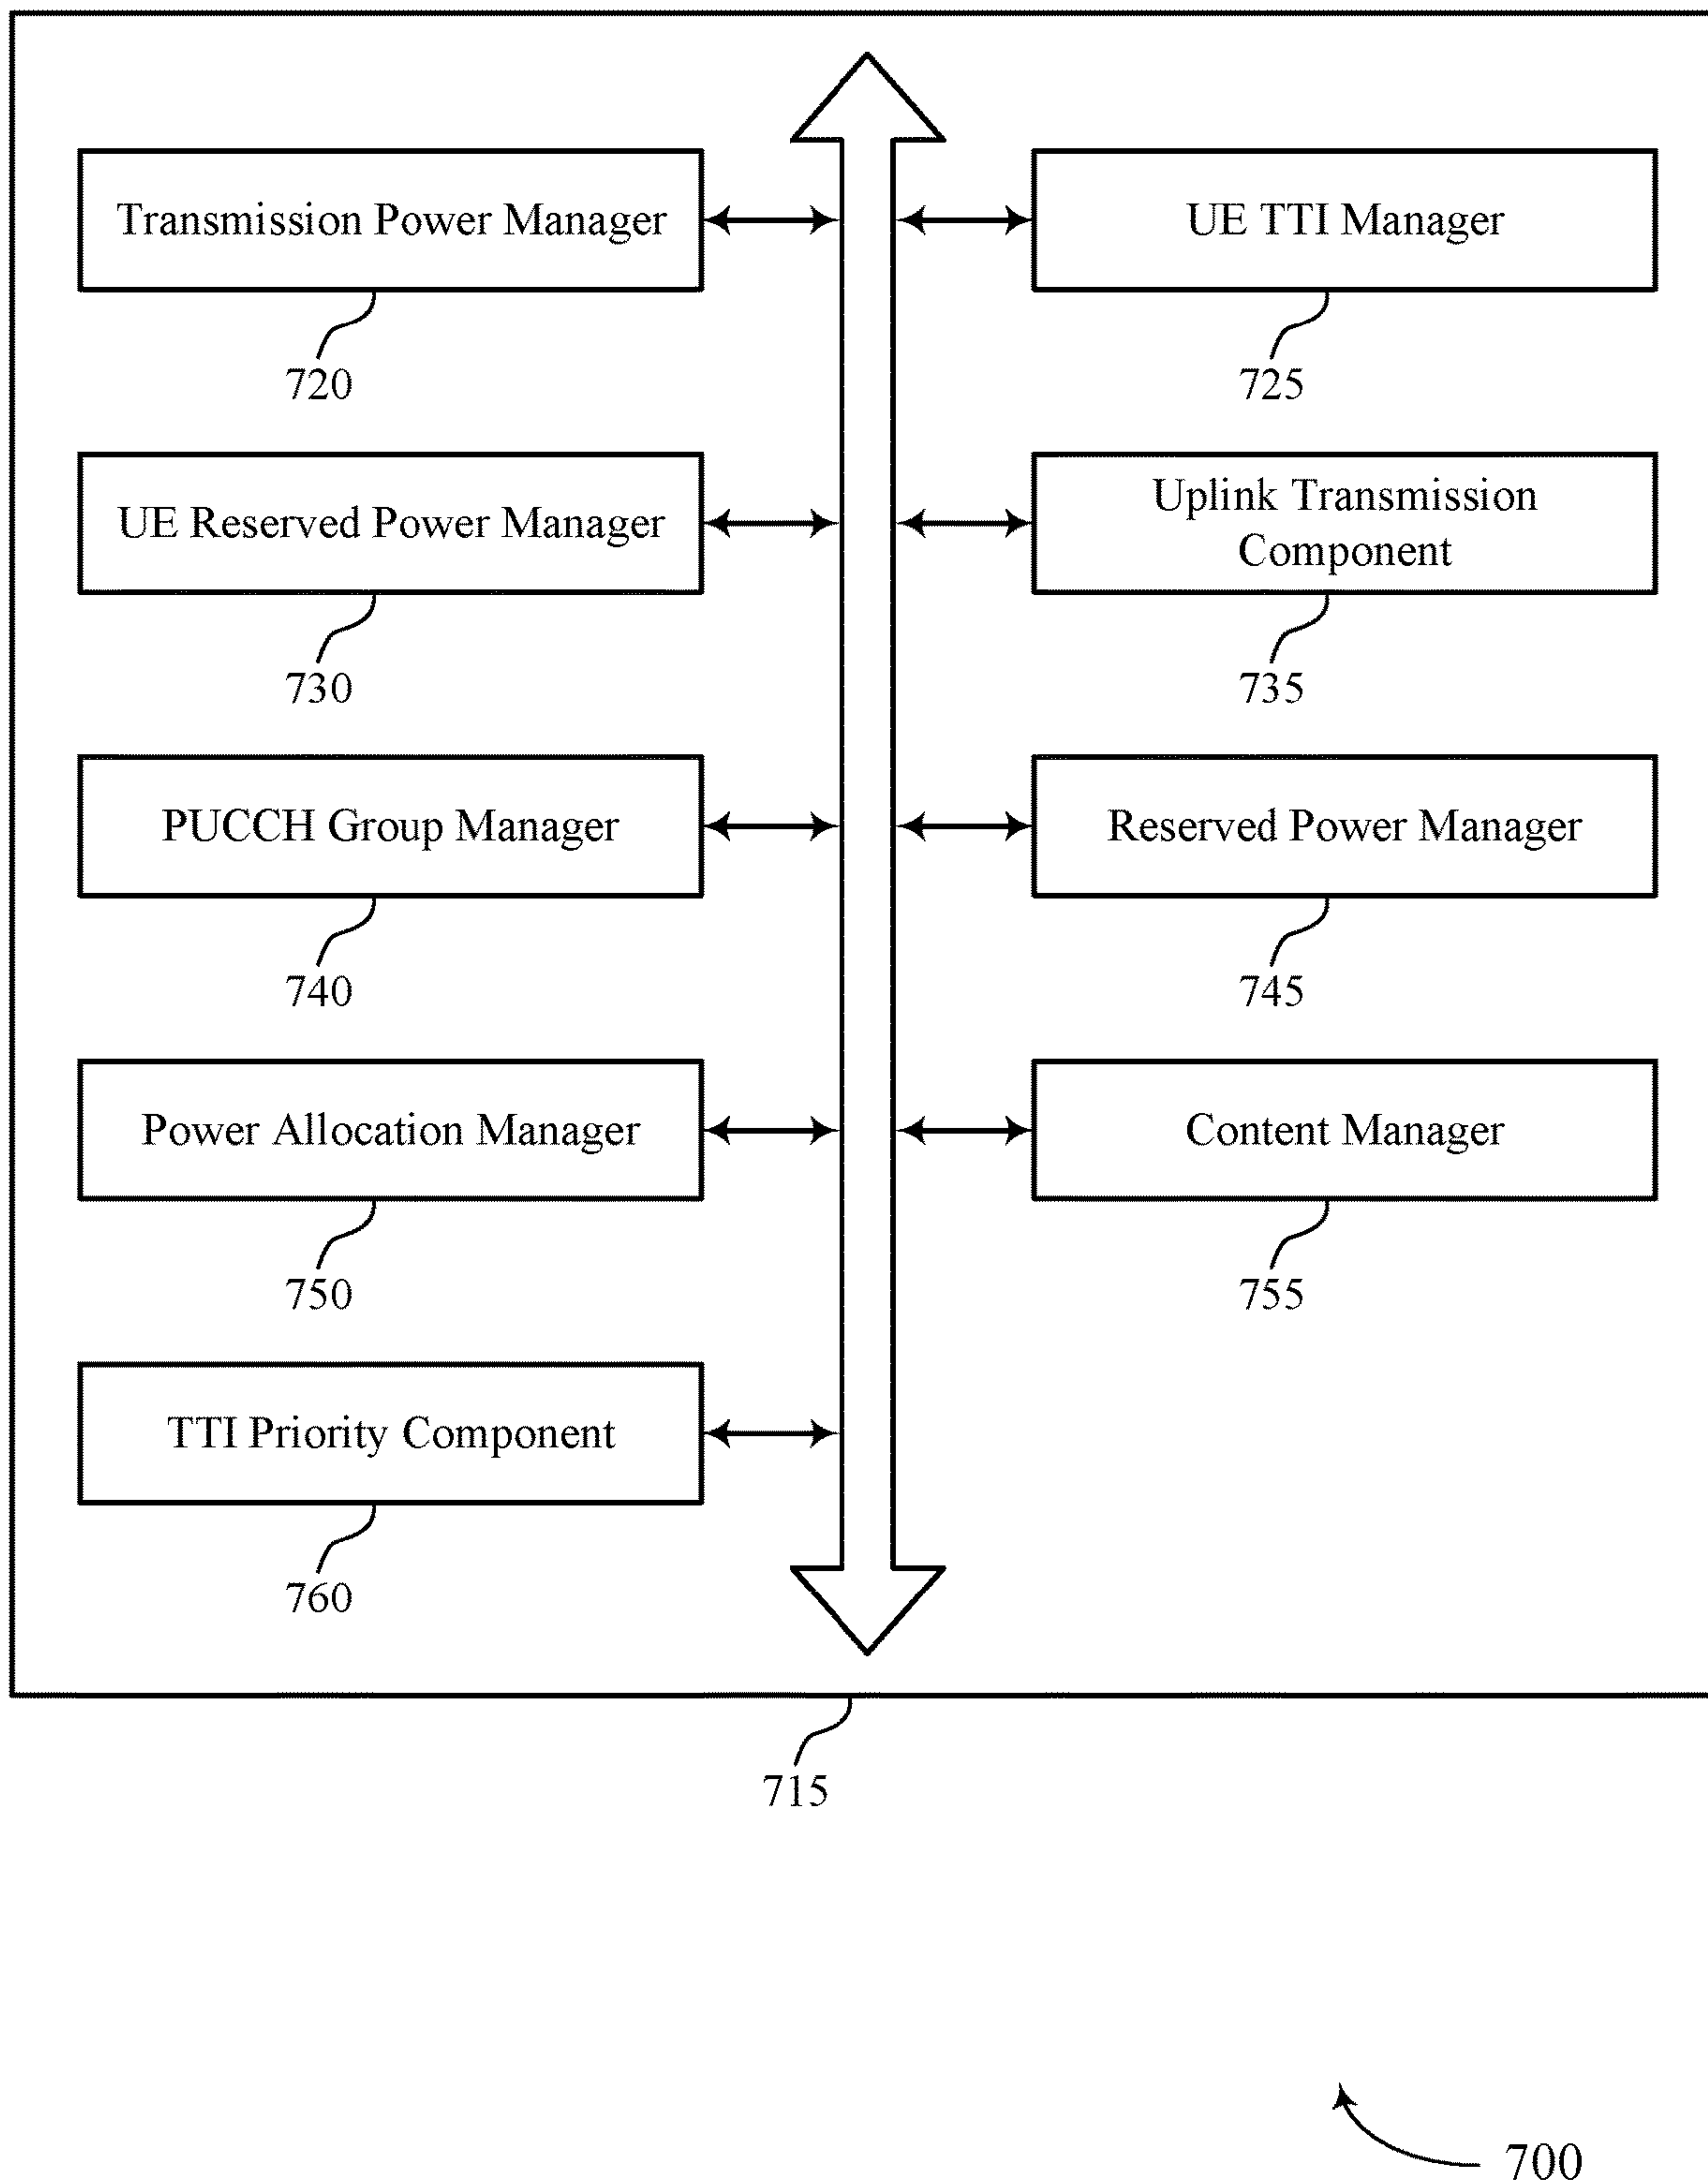 Transmission Power Manager
UE TTI Manager
720
725
UE Reserved Power Manager
Uplink Transmission
Component
730
735
PUCCH Group Manager
Reserved Power Manager
740
745
Power Allocation Manager
Content Manager
750
755
TTI Priority Component
760
715
700